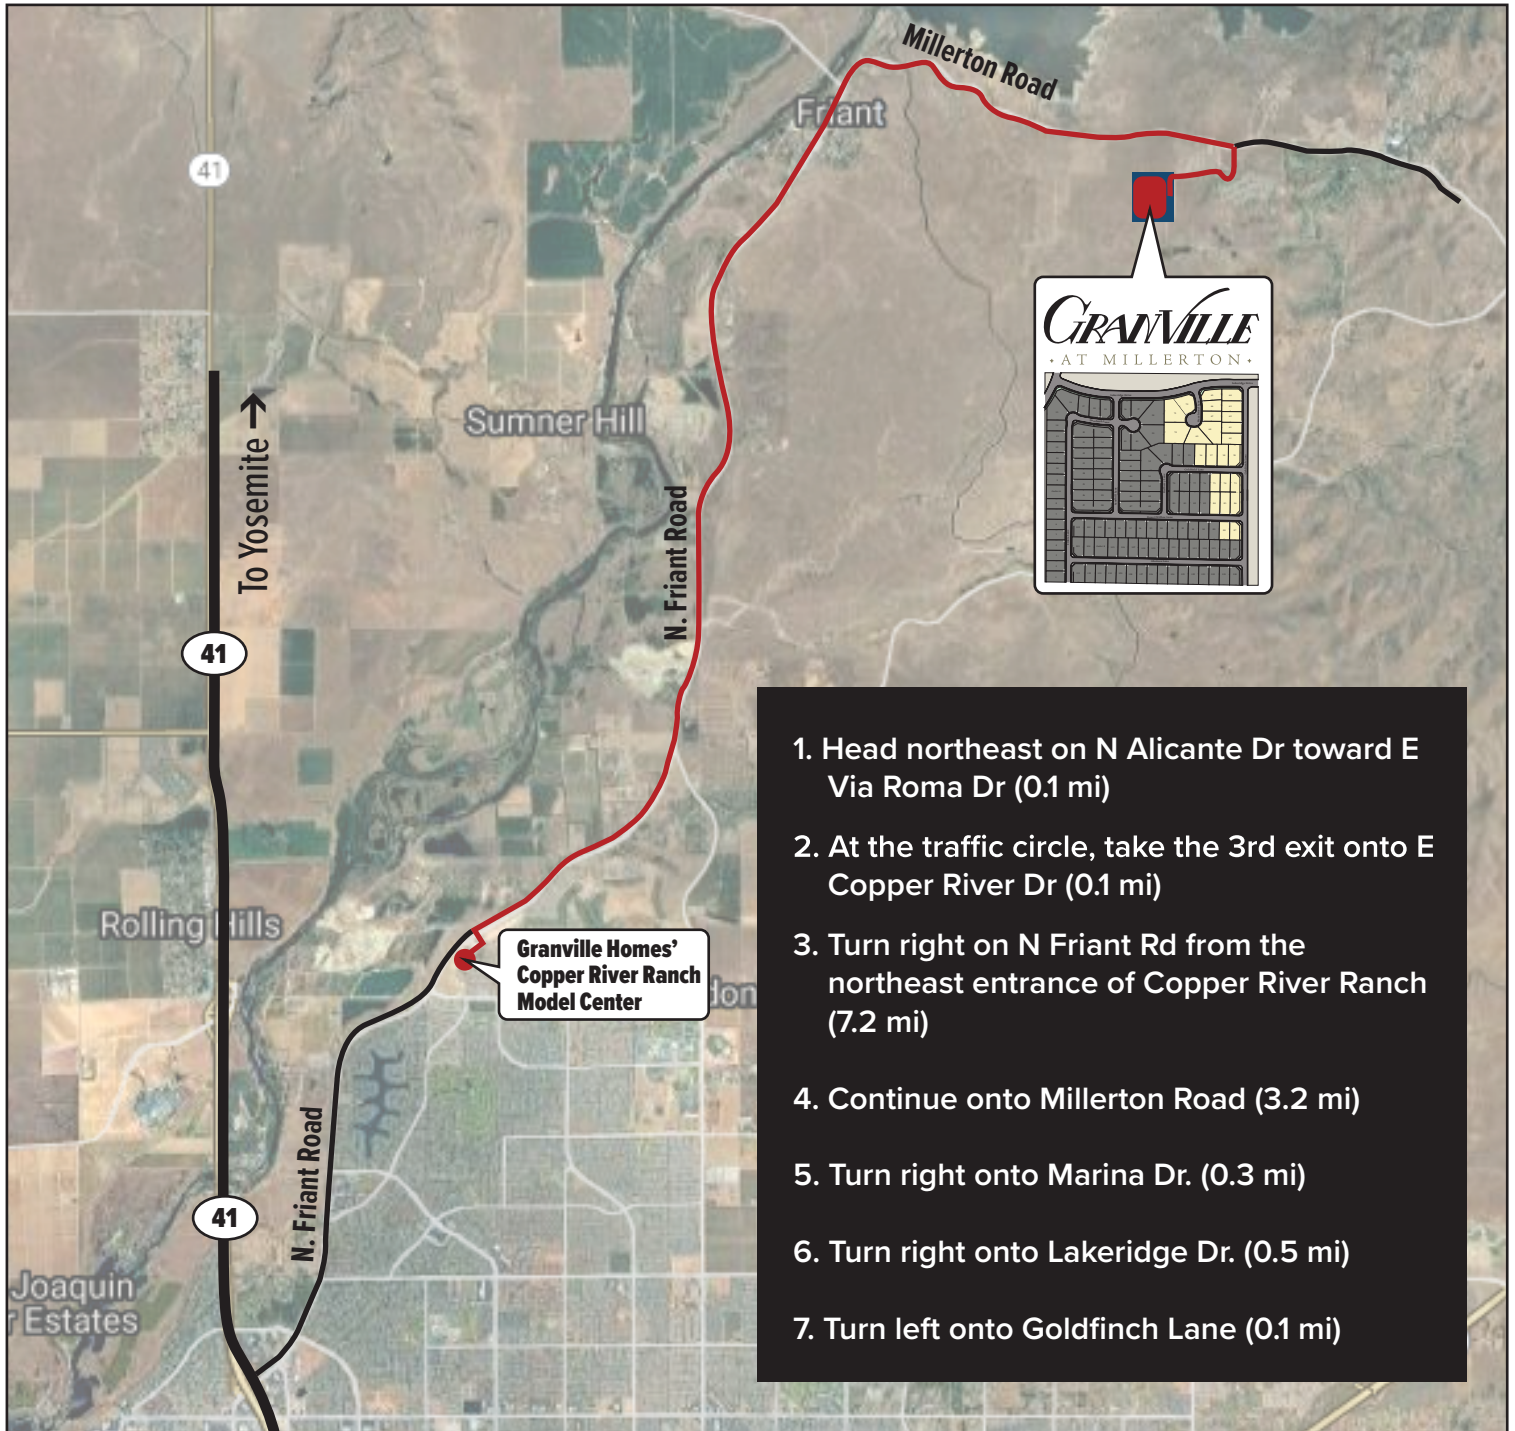 Millerton Road
Friant
41
GRANVILLE
• AT MILLERTON •
To Yosemite →
Sumner Hill
N. Friant Road
41
1. Head northeast on N Alicante Dr toward E
Via Roma Dr (0.1 mi)
2. At the traffic circle, take the 3rd exit onto E
Copper River Dr (0.1 mi)
3. Turn right on N Friant Rd from the
northeast entrance of Copper River Ranch
(7.2 mi)
4. Continue onto Millerton Road (3.2 mi)
5. Turn right onto Marina Dr. (0.3 mi)
6. Turn right onto Lakeridge Dr. (0.5 mi)
7. Turn left onto Goldfinch Lane (0.1 mi)
Rolling Hills
Granville Homes’
Copper River Ranch
Model Center
don
N. Friant Road
41
Joaquin
r Estates